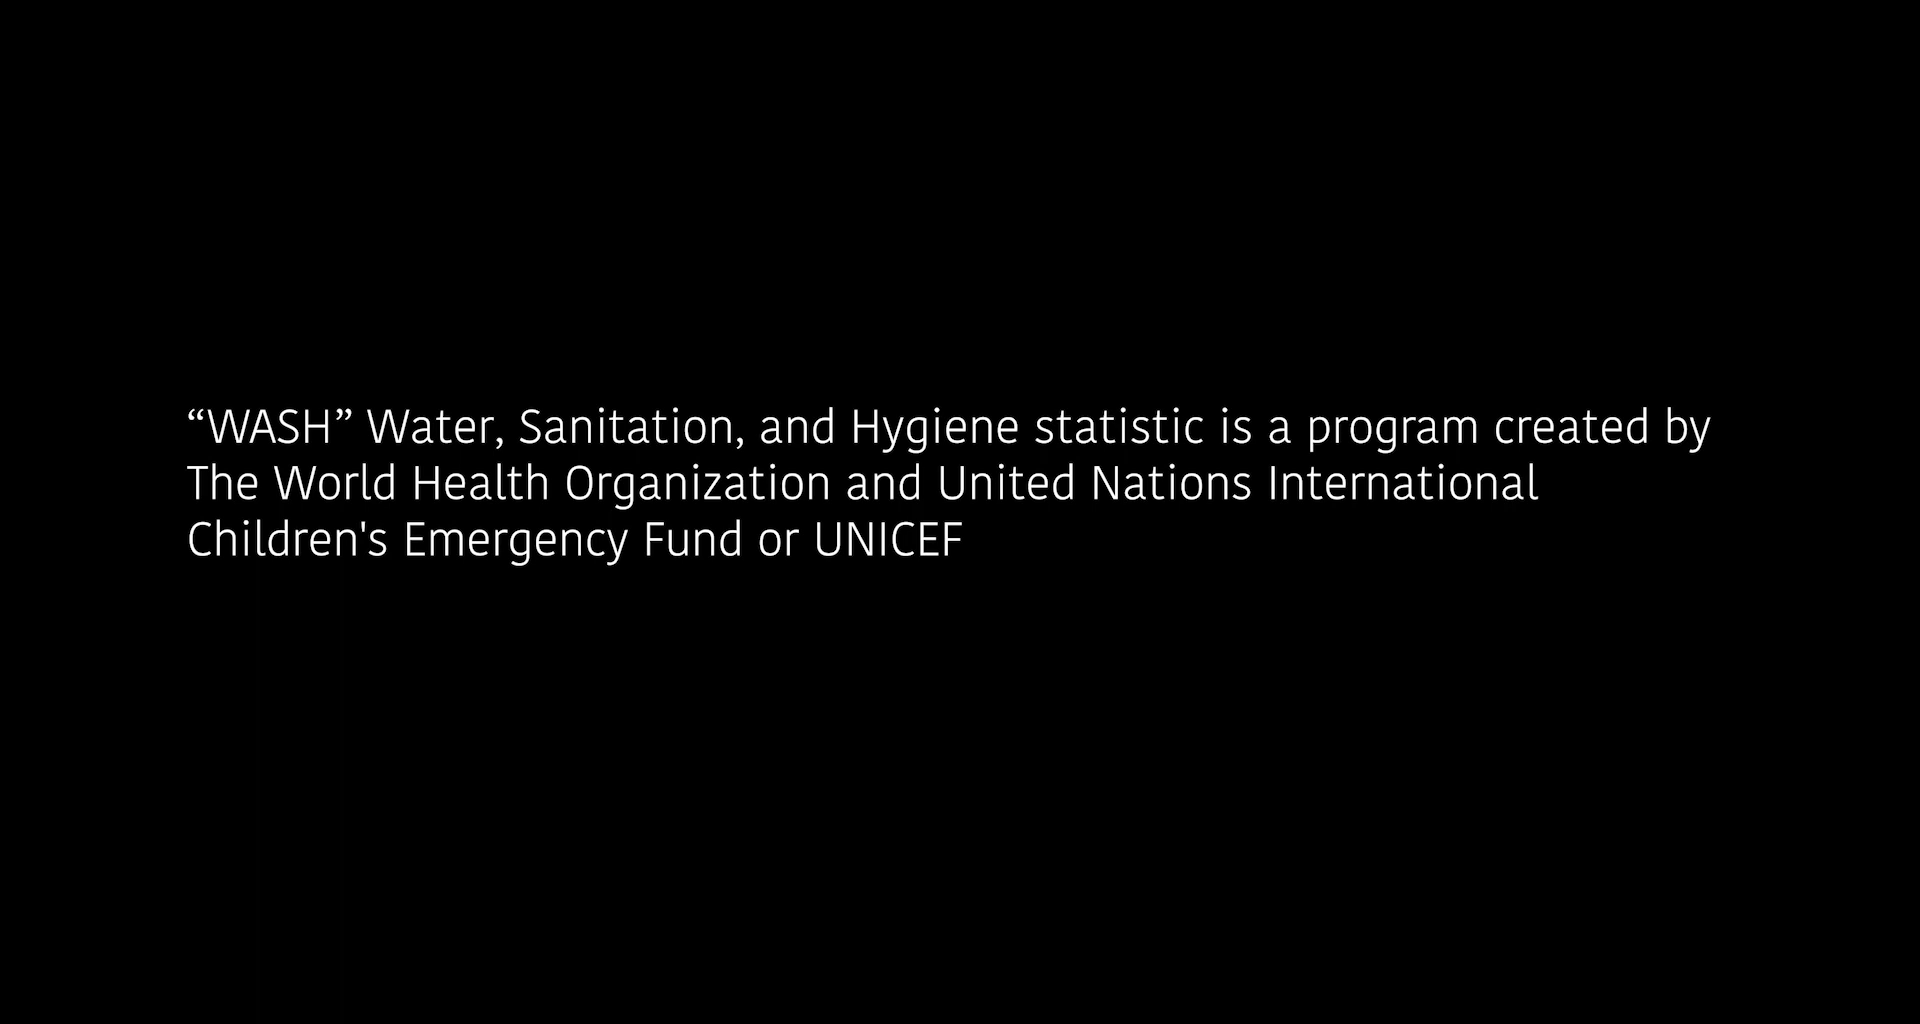 “WASH” Water, Sanitation, and Hygiene statistic is a program created by
The World Health Organization and United Nations International
Children's Emergency Fund or UNICEF